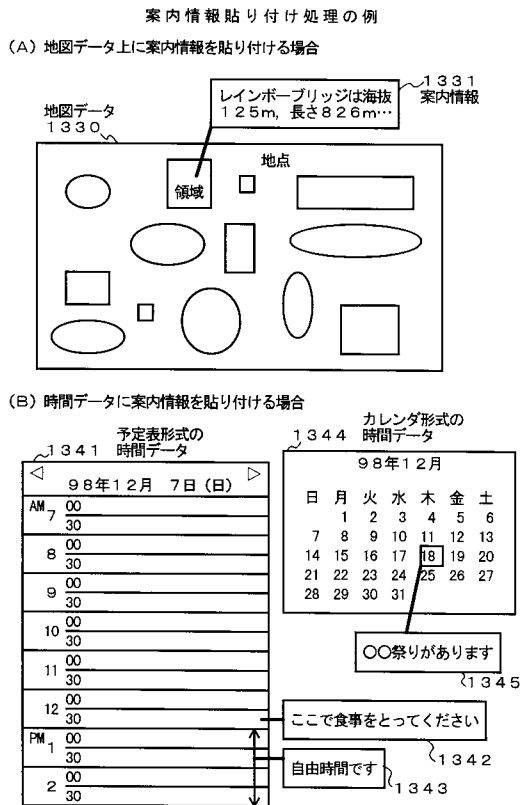 案内情報貼り付け処理の例
(A) 地図データ上に案内情報を貼り付ける場合
1331
案内情報
レインボーブリッジは海抜
125m, 長さ826m…
地図データ
1330
地点
領域
(B) 時間データに案内情報を貼り付ける場合
1341
予定表形式の
時間データ
◁ ▷
98年12月 7日(日)
AM 7 00
30
8 00
30
9 00
30
10 00
30
11 00
30
12 00
30
PM 1 00
30
2 00
30
1344
カレンダ形式の
時間データ
98年12月
日 月 火 水 木 金 土
1 2 3 4 5 6
7 8 9 10 11 12 13
14 15 16 17 18 19 20
21 22 23 24 25 26 27
28 29 30 31
○○祭りがあります
1345
ここで食事をとってください
1342
自由時間です
1343